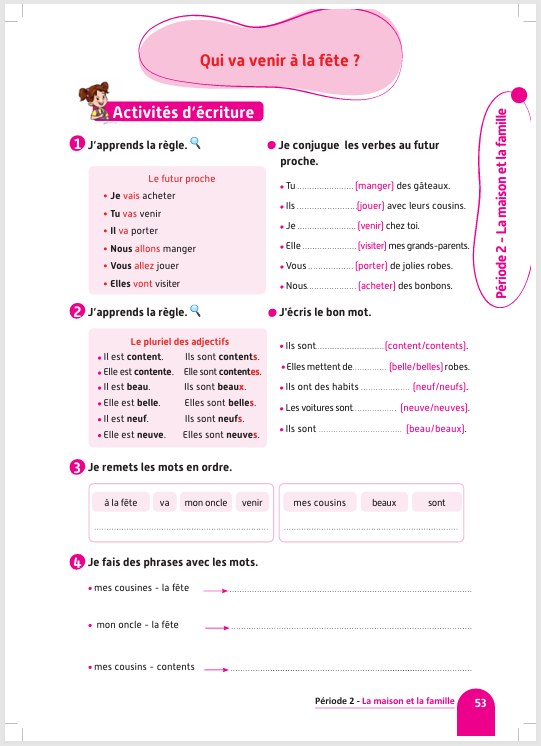 Qui va venir à la fête ?
Activités d'écriture
1 J'apprends la règle.
Le futur proche
• Je vais acheter
• Tu vas venir
• Il va porter
• Nous allons manger
• Vous allez jouer
• Elles vont visiter
• Je conjugue les verbes au futur
proche.
• Tu ..................... (manger) des gâteaux.
• Ils ....................... (jouer) avec leurs cousins.
• Je ...................... (venir) chez toi.
• Elle ..................... (visiter) mes grands-parents.
• Vous .................. (porter) de jolies robes.
• Nous.................. (acheter) des bonbons.
2 J'apprends la règle.
Le pluriel des adjectifs
• Il est content. Ils sont contents.
• Elle est contente. Elle sont contentes.
• Il est beau. Ils sont beaux.
• Elle est belle. Elles sont belles.
• Il est neuf. Ils sont neufs.
• Elle est neuve. Elles sont neuves.
• J'écris le bon mot.
• Ils sont.........................(content/contents).
• Elles mettent de............ (belle/belles) robes.
• Ils ont des habits .................. (neuf/neufs).
• Les voitures sont................ (neuve/neuves).
• Ils sont .............................. (beau/beaux).
3 Je remets les mots en ordre.
à la fête va mon oncle venir
mes cousins beaux sont
4 Je fais des phrases avec les mots.
• mes cousines - la fête
• mon oncle - la fête
• mes cousins - contents
Période 2 - La maison et la famille
53
Période 2 - La maison et la famille